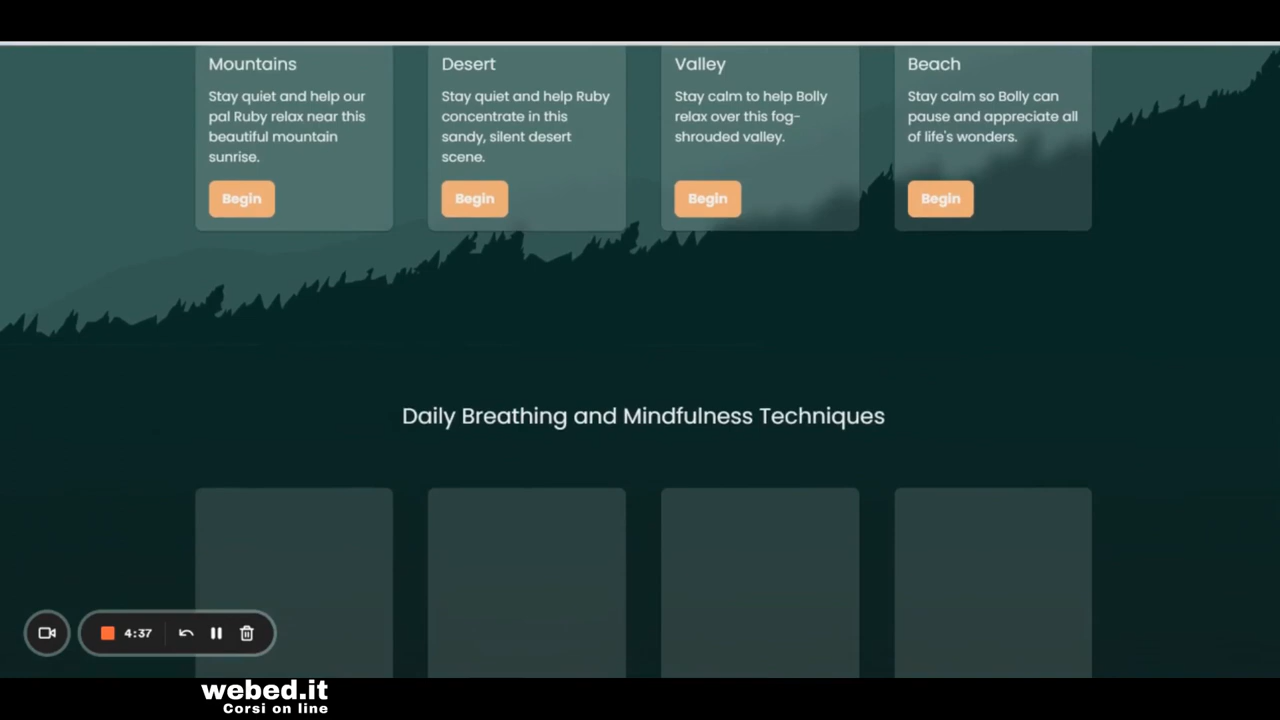 Mountains
Stay quiet and help our
pal Ruby relax near this
beautiful mountain
sunrise.
Begin
Desert
Stay quiet and help Ruby
concentrate in this
sandy, silent desert
scene.
Begin
Valley
Stay calm to help Bolly
relax over this fog-
shrouded valley.
Begin
Beach
Stay calm so Bolly can
pause and appreciate all
of life's wonders.
Begin
Daily Breathing and Mindfulness Techniques
4:37
webed.it
Corsi on line